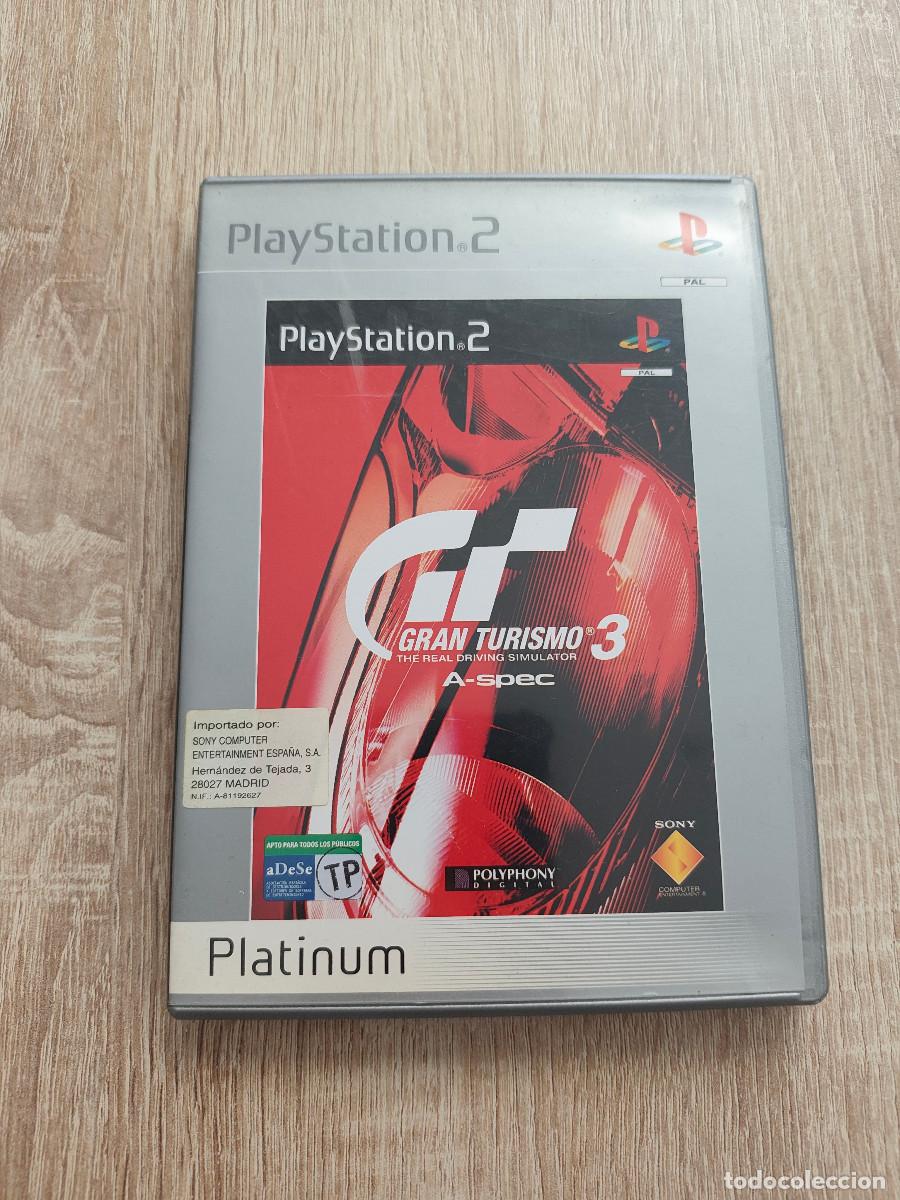 PlayStation®2
PAL
PlayStation®2
PAL
GT
GRAN TURISMO® 3
THE REAL DRIVING SIMULATOR
A-spec
Importado por:
SONY COMPUTER
ENTERTAINMENT ESPAÑA, S.A.
Hernández de Tejada, 3
28027 MADRID
N.I.F.: A-81192627
APTO PARA TODOS LOS PÚBLICOS
aDeSe
TP
POLYPHONY
DIGITAL
SONY
COMPUTER
ENTERTAINMENT®
Platinum
todocoleccion